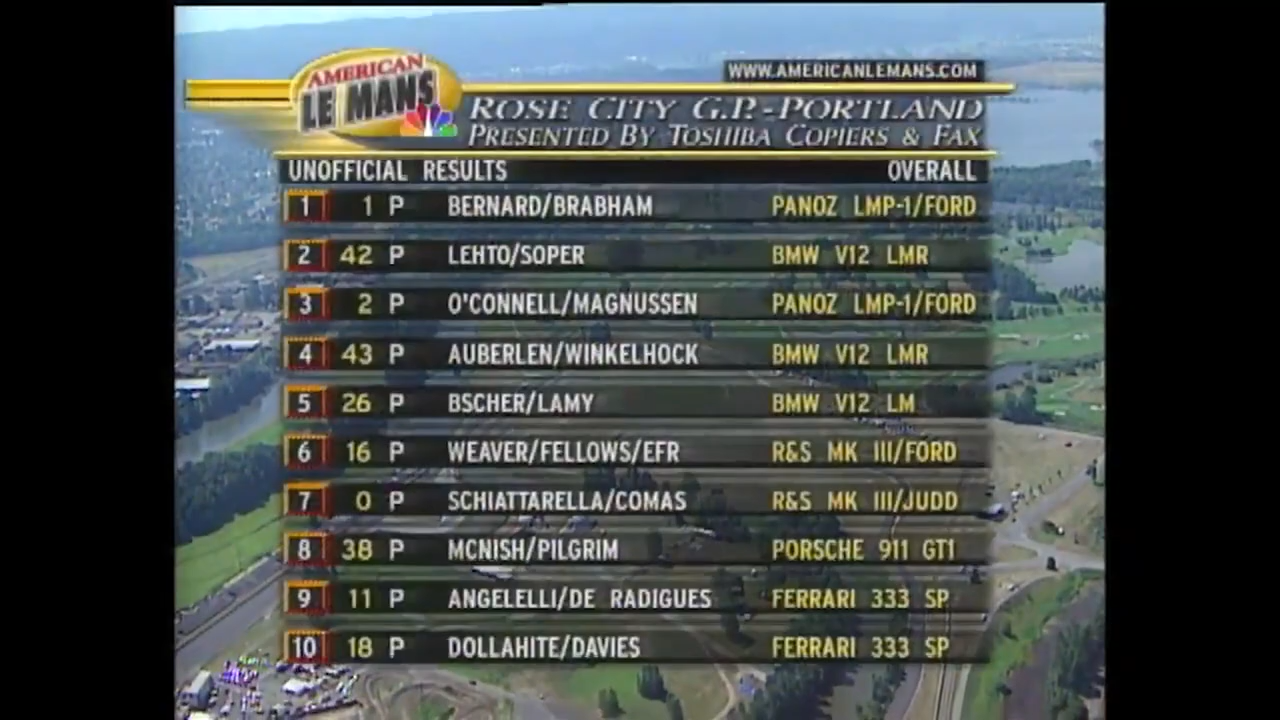 AMERICAN
LE MANS
WWW.AMERICANLEMANS.COM
ROSE CITY G.P.-PORTLAND
PRESENTED BY TOSHIBA COPIERS & FAX
UNOFFICIAL RESULTS OVERALL
1 1 P BERNARD/BRABHAM PANOZ LMP-1/FORD
2 42 P LEHTO/SOPER BMW V12 LMR
3 2 P O'CONNELL/MAGNUSSEN PANOZ LMP-1/FORD
4 43 P AUBERLEN/WINKELHOCK BMW V12 LMR
5 26 P BSCHER/LAMY BMW V12 LM
6 16 P WEAVER/FELLOWS/EFR R&S MK III/FORD
7 0 P SCHIATTARELLA/COMAS R&S MK III/JUDD
8 38 P MCNISH/PILGRIM PORSCHE 911 GT1
9 11 P ANGELELLI/DE RADIGUES FERRARI 333 SP
10 18 P DOLLAHITE/DAVIES FERRARI 333 SP